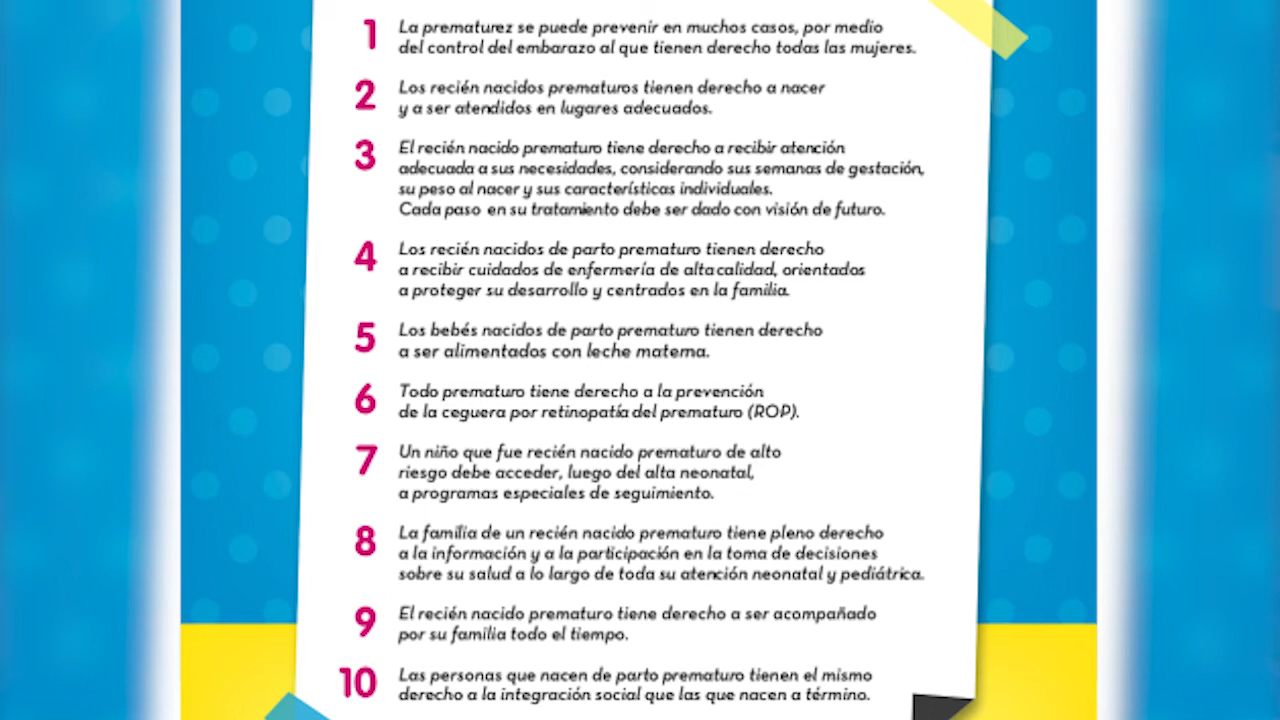 1 La prematurez se puede prevenir en muchos casos, por medio
del control del embarazo al que tienen derecho todas las mujeres.
2 Los recién nacidos prematuros tienen derecho a nacer
y a ser atendidos en lugares adecuados.
3 El recién nacido prematuro tiene derecho a recibir atención
adecuada a sus necesidades, considerando sus semanas de gestación,
su peso al nacer y sus características individuales.
Cada paso en su tratamiento debe ser dado con visión de futuro.
4 Los recién nacidos de parto prematuro tienen derecho
a recibir cuidados de enfermería de alta calidad, orientados
a proteger su desarrollo y centrados en la familia.
5 Los bebés nacidos de parto prematuro tienen derecho
a ser alimentados con leche materna.
6 Todo prematuro tiene derecho a la prevención
de la ceguera por retinopatía del prematuro (ROP).
7 Un niño que fue recién nacido prematuro de alto
riesgo debe acceder, luego del alta neonatal,
a programas especiales de seguimiento.
8 La familia de un recién nacido prematuro tiene pleno derecho
a la información y a la participación en la toma de decisiones
sobre su salud a lo largo de toda su atención neonatal y pediátrica.
9 El recién nacido prematuro tiene derecho a ser acompañado
por su familia todo el tiempo.
10 Las personas que nacen de parto prematuro tienen el mismo
derecho a la integración social que las que nacen a término.